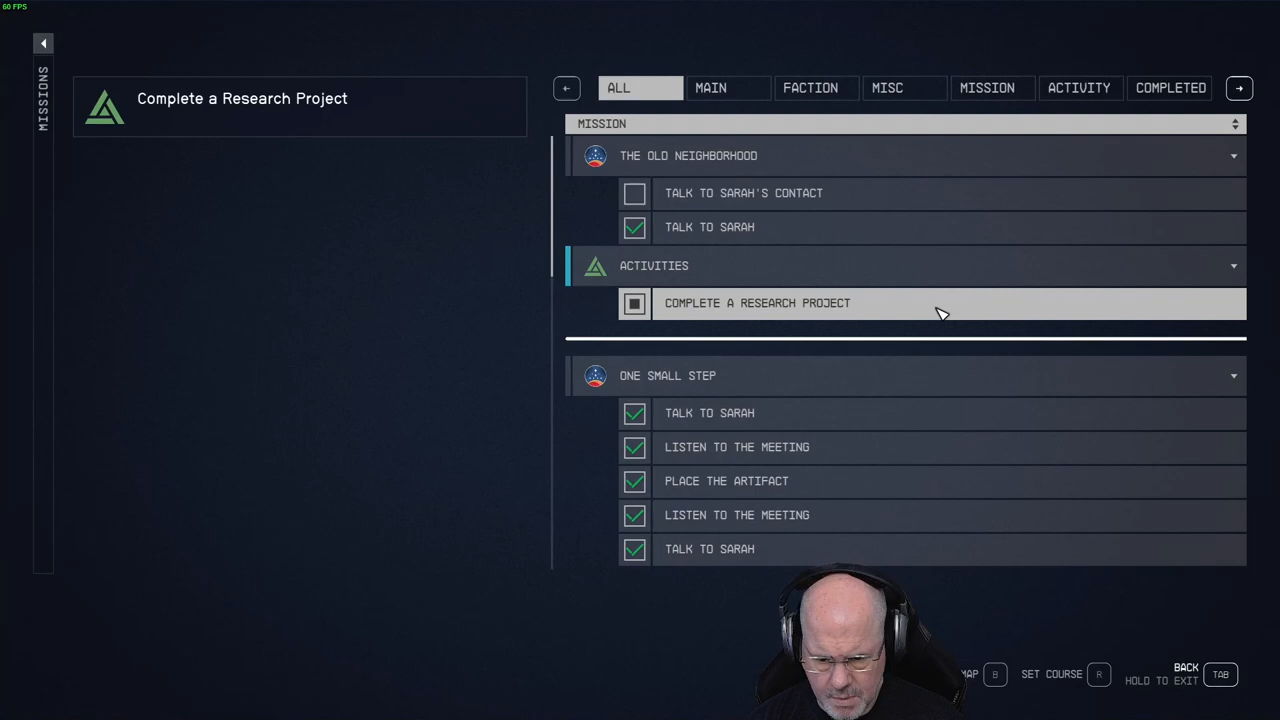 60 FPS
MISSIONS
Complete a Research Project
ALL
MAIN
FACTION
MISC
MISSION
ACTIVITY
COMPLETED
MISSION
THE OLD NEIGHBORHOOD
TALK TO SARAH'S CONTACT
TALK TO SARAH
ACTIVITIES
COMPLETE A RESEARCH PROJECT
ONE SMALL STEP
TALK TO SARAH
LISTEN TO THE MEETING
PLACE THE ARTIFACT
LISTEN TO THE MEETING
TALK TO SARAH
B
SET COURSE R
BACK
HOLD TO EXIT TAB